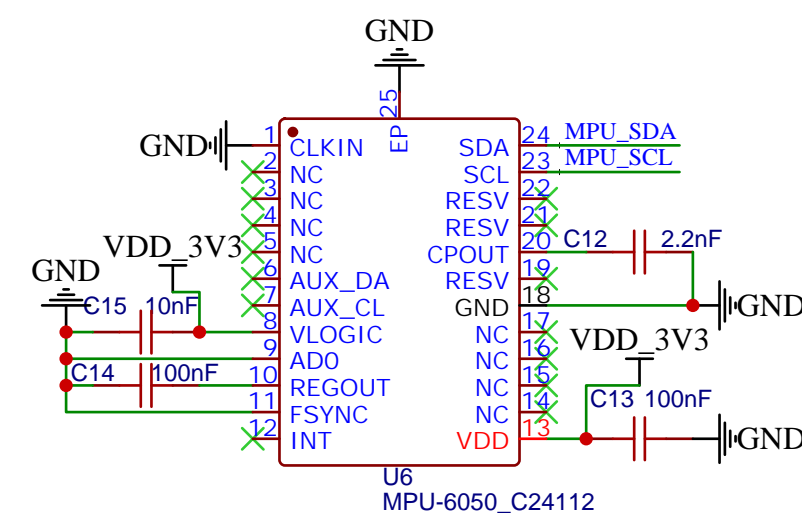 GND
25
EP
GND
1
CLKIN
2
NC
3
NC
4
NC
5
NC
6
AUX_DA
7
AUX_CL
8
VLOGIC
9
AD0
10
REGOUT
11
FSYNC
12
INT
VDD_3V3
GND
C15 10nF
C14 100nF
24
SDA
MPU_SDA
23
SCL
MPU_SCL
22
RESV
21
RESV
20
CPOUT
C12 2.2nF
19
RESV
18
GND
GND
17
NC
16
NC
15
NC
14
NC
13
VDD
VDD_3V3
C13 100nF
GND
U6
MPU-6050_C24112